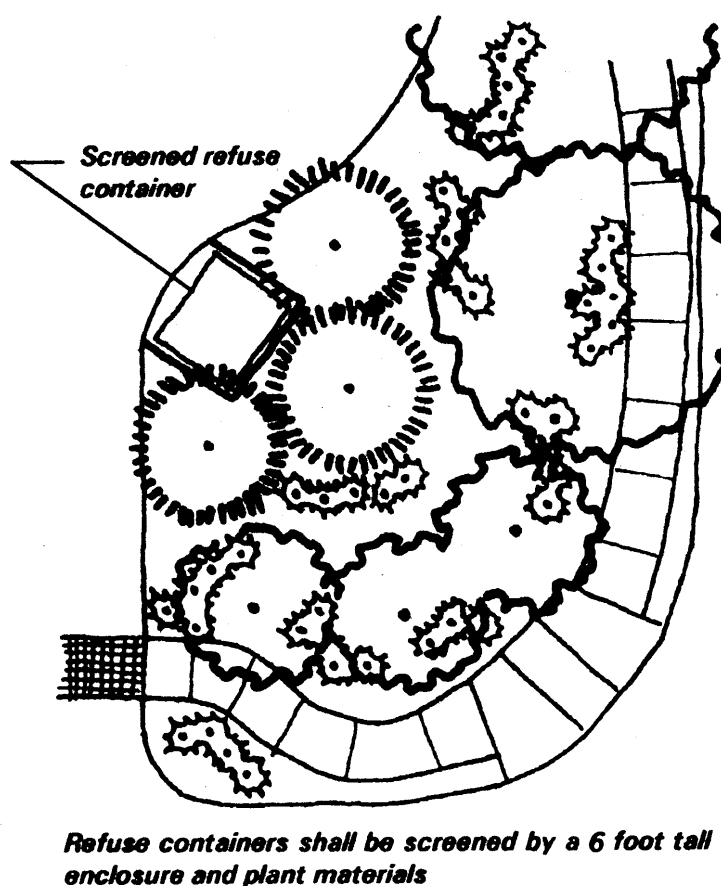 Screened refuse
container
Refuse containers shall be screened by a 6 foot tall
enclosure and plant materials